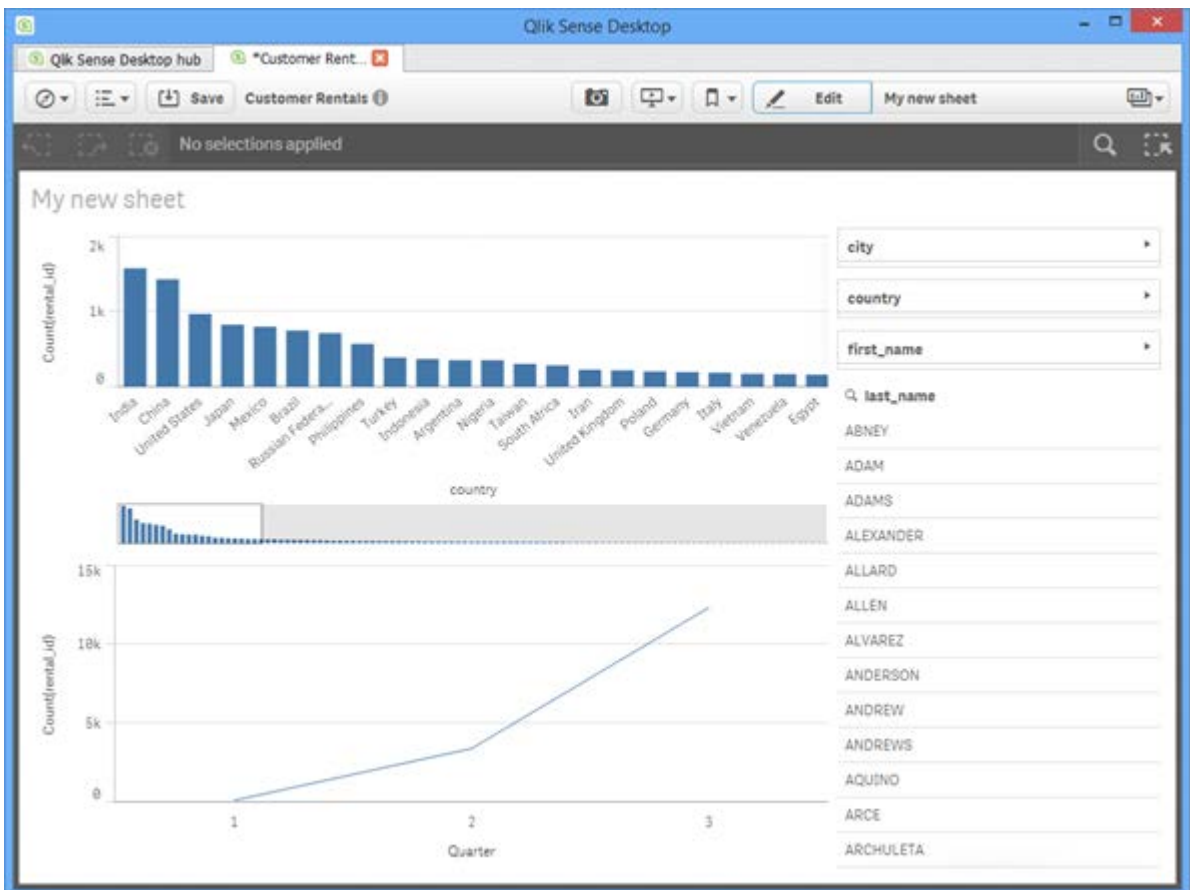 Qlik Sense Desktop
Qlik Sense Desktop hub
*Customer Rent...
Save
Customer Rentals
Edit
My new sheet
No selections applied
My new sheet
2k
1k
0
Count(rental_id)
India
China
United States
Japan
Mexico
Brazil
Russian Federa...
Philippines
Turkey
Indonesia
Argentina
Nigeria
Taiwan
South Africa
Iran
United Kingdom
Poland
Germany
Italy
Vietnam
Venezuela
Egypt
country
15k
10k
5k
0
Count(rental_id)
1
2
3
Quarter
city
country
first_name
last_name
ABNEY
ADAM
ADAMS
ALEXANDER
ALLARD
ALLEN
ALVAREZ
ANDERSON
ANDREW
ANDREWS
AQUINO
ARCE
ARCHULETA